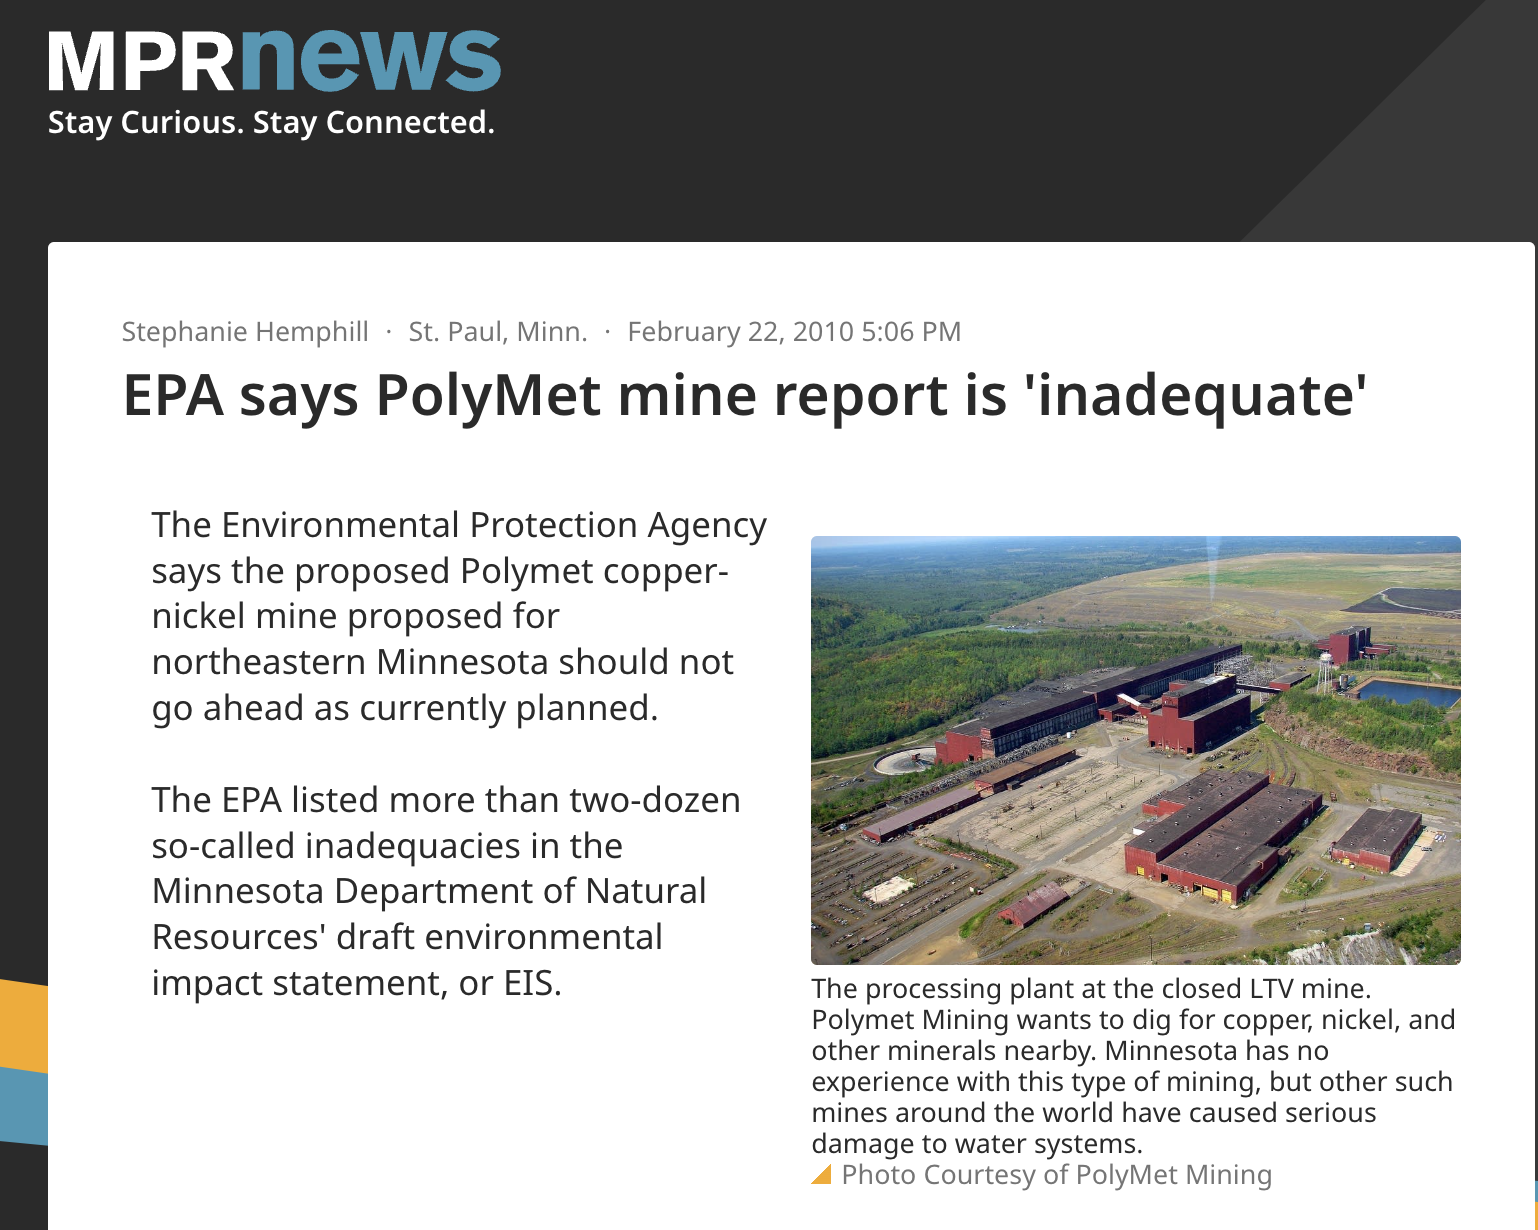 MPRnews
Stay Curious. Stay Connected.
Stephanie Hemphill · St. Paul, Minn. · February 22, 2010 5:06 PM
EPA says PolyMet mine report is 'inadequate'
The Environmental Protection Agency
says the proposed Polymet copper-
nickel mine proposed for
northeastern Minnesota should not
go ahead as currently planned.
The EPA listed more than two-dozen
so-called inadequacies in the
Minnesota Department of Natural
Resources' draft environmental
impact statement, or EIS.
The processing plant at the closed LTV mine.
Polymet Mining wants to dig for copper, nickel, and
other minerals nearby. Minnesota has no
experience with this type of mining, but other such
mines around the world have caused serious
damage to water systems.
Photo Courtesy of PolyMet Mining